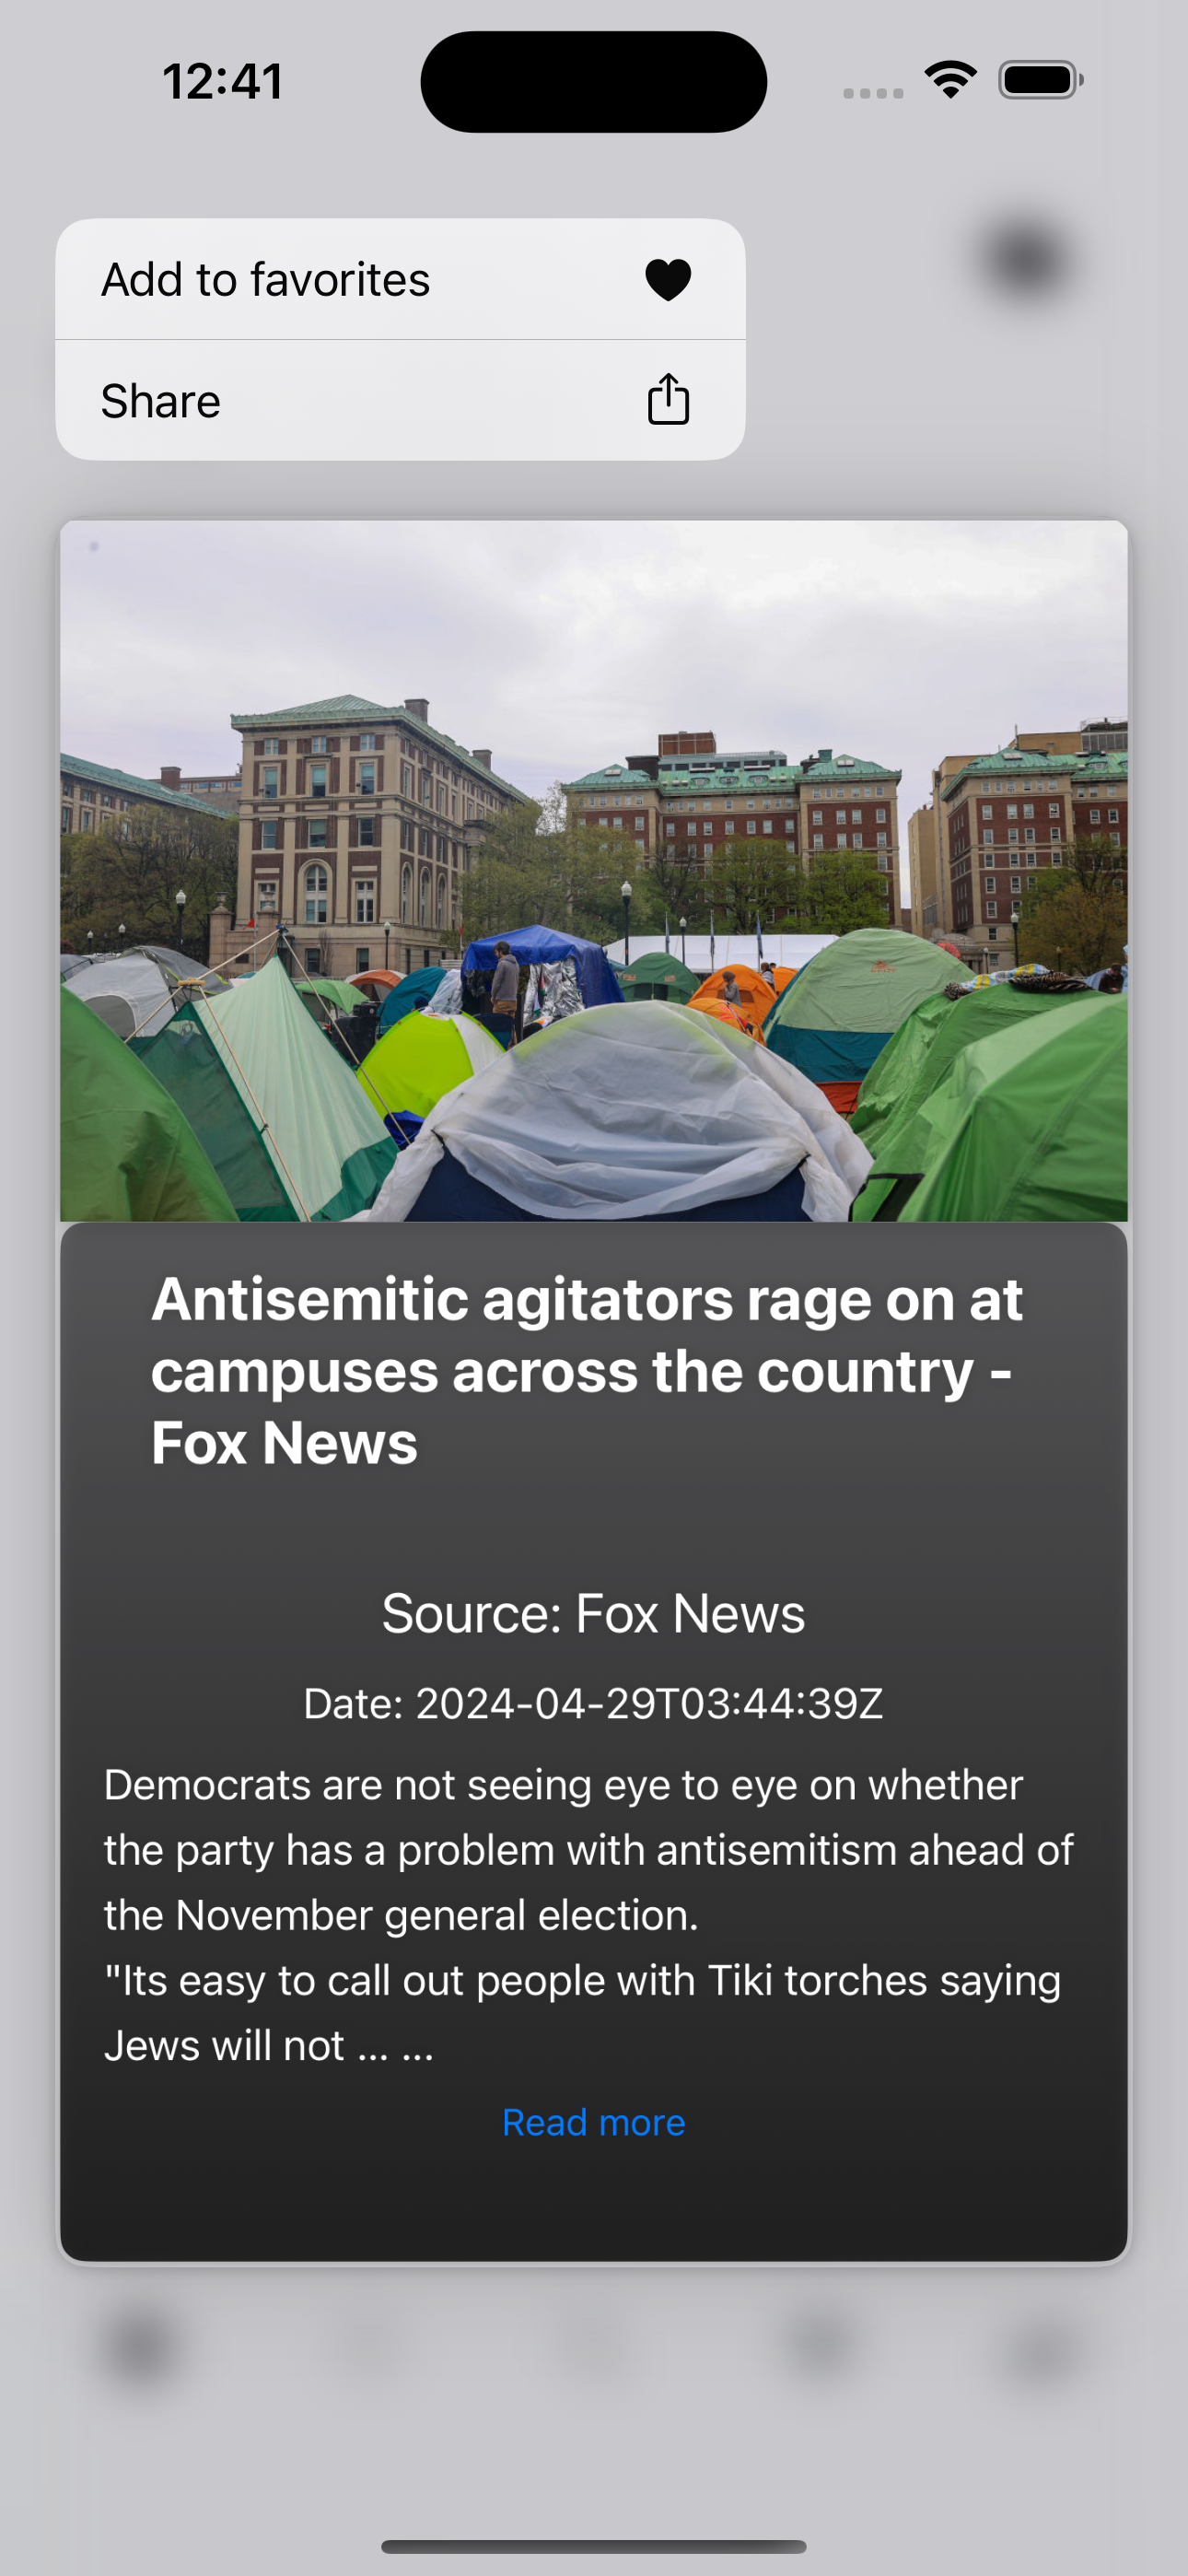 12:41
Add to favorites
Share
Antisemitic agitators rage on at
campuses across the country -
Fox News
Source: Fox News
Date: 2024-04-29T03:44:39Z
Democrats are not seeing eye to eye on whether
the party has a problem with antisemitism ahead of
the November general election.
"Its easy to call out people with Tiki torches saying
Jews will not ... ...
Read more